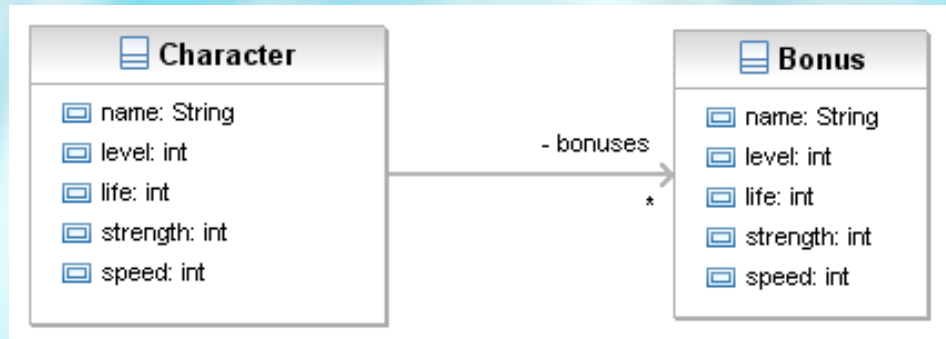 Character
name: String
level: int
life: int
strength: int
speed: int
- bonuses
*
Bonus
name: String
level: int
life: int
strength: int
speed: int